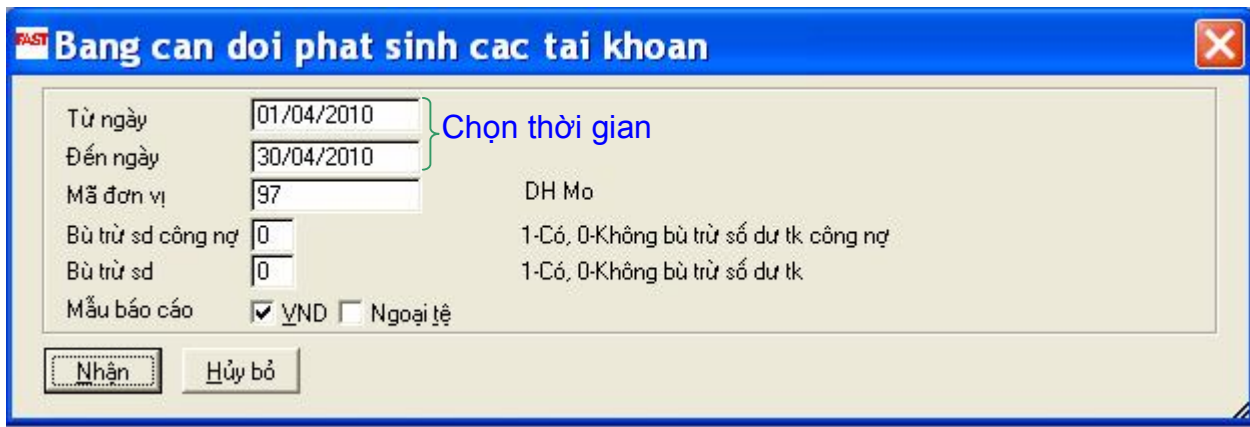 FAST Bang can doi phat sinh cac tai khoan
Từ ngày 01/04/2010
Chọn thời gian
Đến ngày 30/04/2010
Mã đơn vị 97 DH Mo
Bù trừ sd công nợ 0 1-Có, 0-Không bù trừ số dư tk công nợ
Bù trừ sd 0 1-Có, 0-Không bù trừ số dư tk
Mẫu báo cáo VND Ngoại tệ
Nhận Hủy bỏ